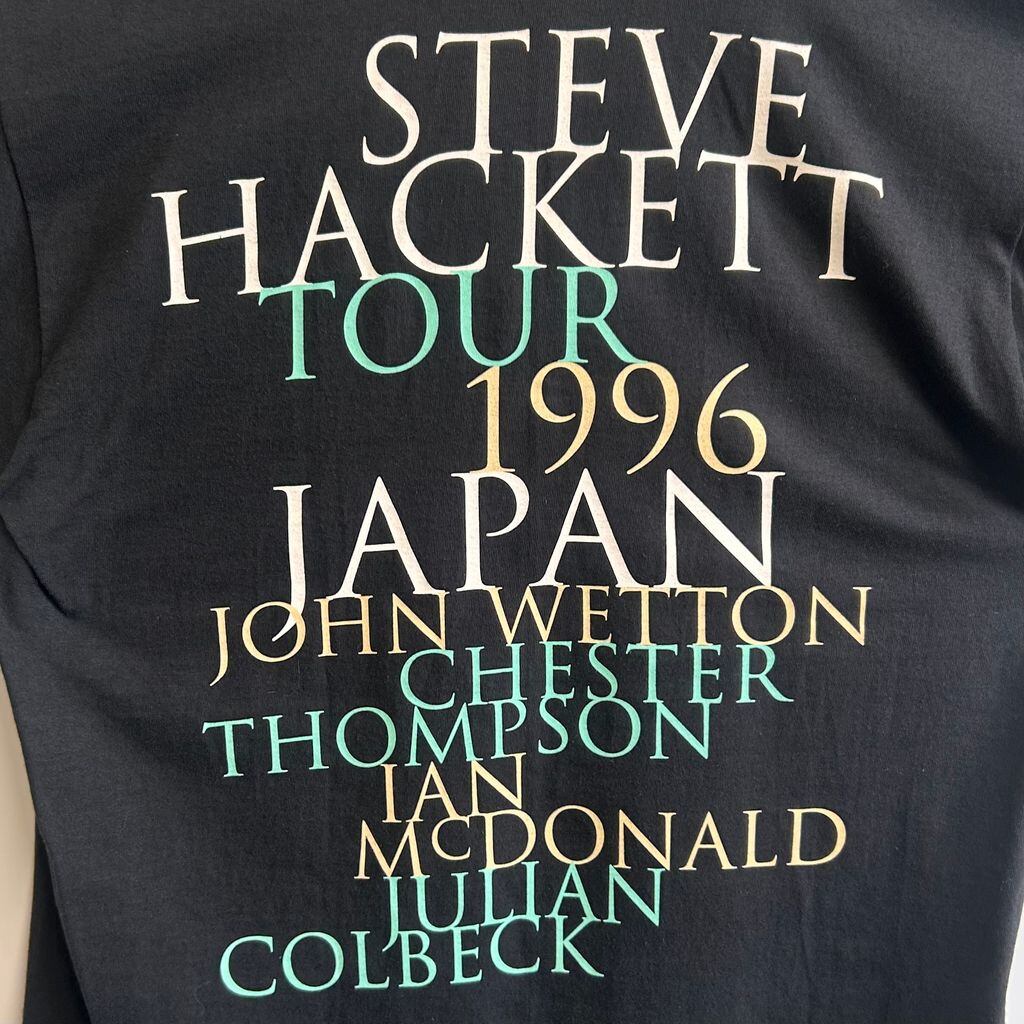 STEVE
HACKETT
TOUR
1996
JAPAN
JOHN WETTON
CHESTER
THOMPSON
IAN
McDONALD
JULIAN
COLBECK